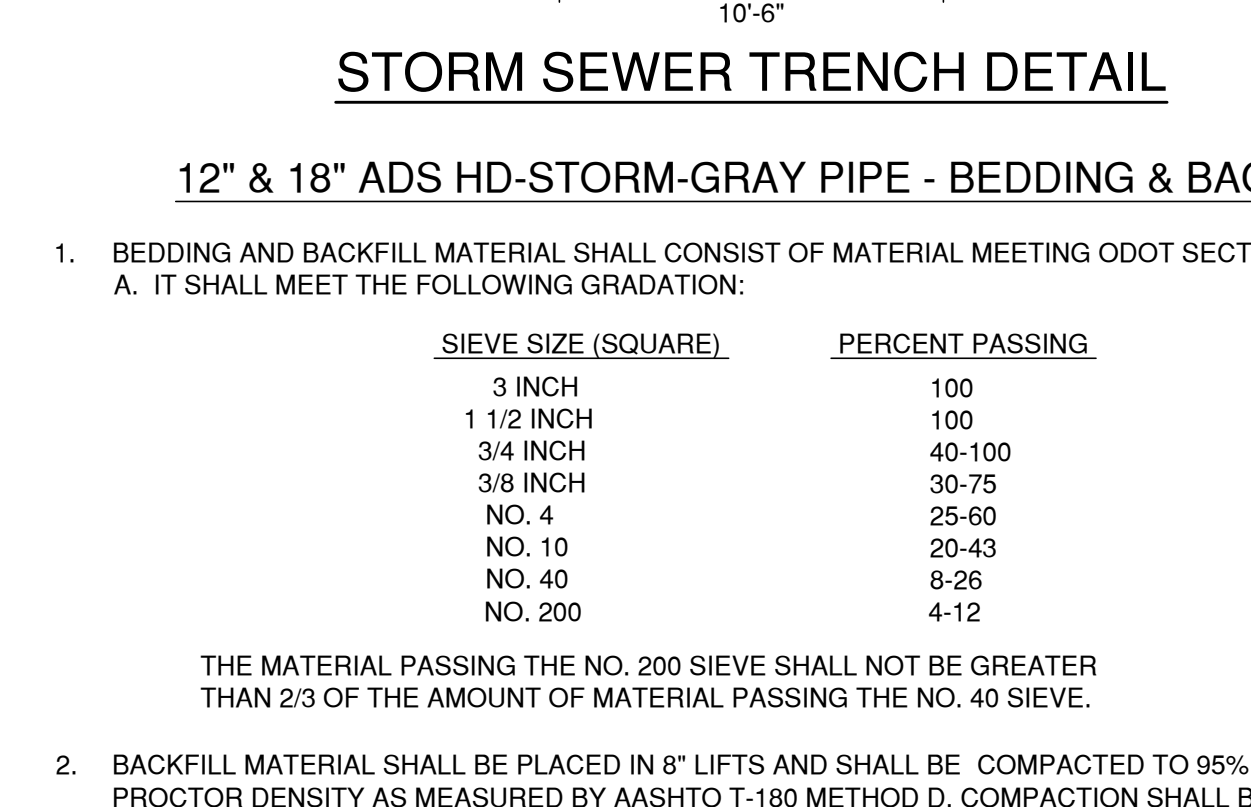 10'-6"
STORM SEWER TRENCH DETAIL
12" & 18" ADS HD-STORM-GRAY PIPE - BEDDING &
1. BEDDING AND BACKFILL MATERIAL SHALL CONSIST OF MATERIAL MEETING ODOT
A. IT SHALL MEET THE FOLLOWING GRADATION:
SIEVE SIZE (SQUARE) PERCENT PASSING
3 INCH 100
1 1/2 INCH 100
3/4 INCH 40-100
3/8 INCH 30-75
NO. 4 25-60
NO. 10 20-43
NO. 40 8-26
NO. 200 4-12
THE MATERIAL PASSING THE NO. 200 SIEVE SHALL NOT BE GREATER
THAN 2/3 OF THE AMOUNT OF MATERIAL PASSING THE NO. 40 SIEVE.
2. BACKFILL MATERIAL SHALL BE PLACED IN 8" LIFTS AND SHALL BE COMPACTED TO 95%
PROCTOR DENSITY AS MEASURED BY AASHTO T-180 METHOD D. COMPACTION SHALL